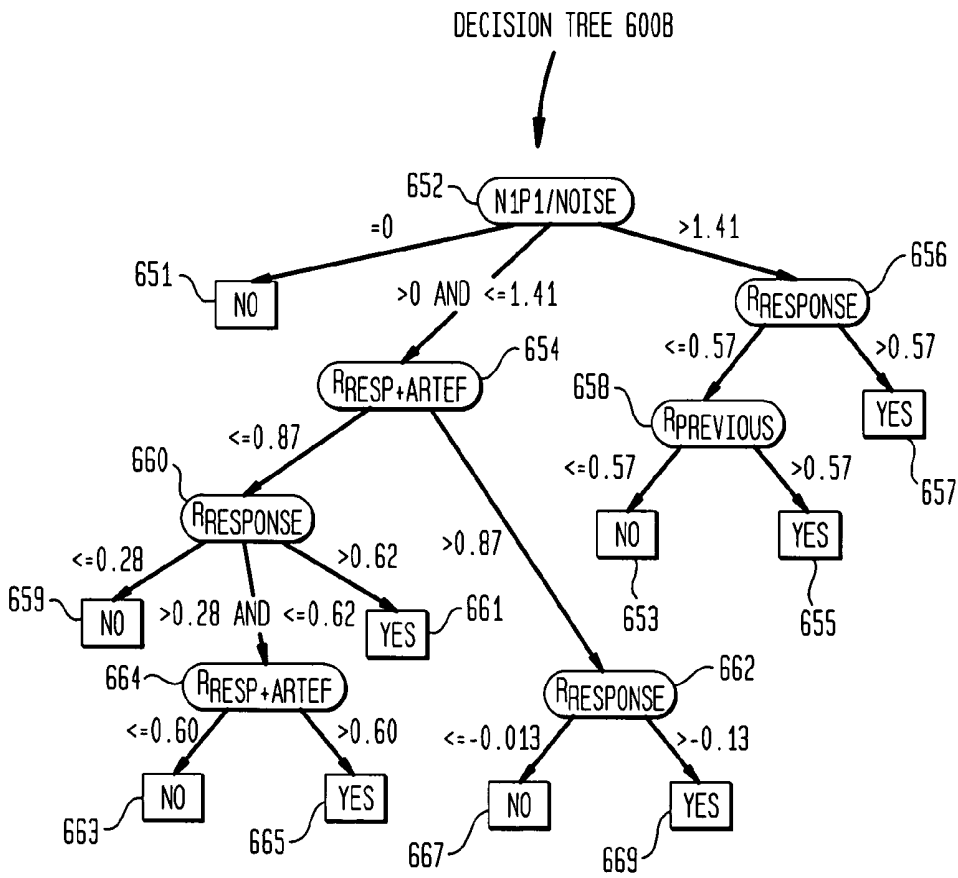 DECISION TREE 600B
652
N1P1/NOISE
=0
>1.41
656
651
NO
>0 AND <=1.41
RRESPONSE
654
<=0.57
>0.57
RRESP+ARTEF
658
RPREVIOUS
YES
<=0.87
<=0.57
>0.57
657
660
RRESPONSE
>0.87
NO
YES
<=0.28
>0.62
659
NO
>0.28 AND <=0.62
YES
661
653
655
664
RRESP+ARTEF
662
RRESPONSE
<=0.60
>0.60
<=-0.013
>-0.13
NO
YES
NO
YES
663
665
667
669